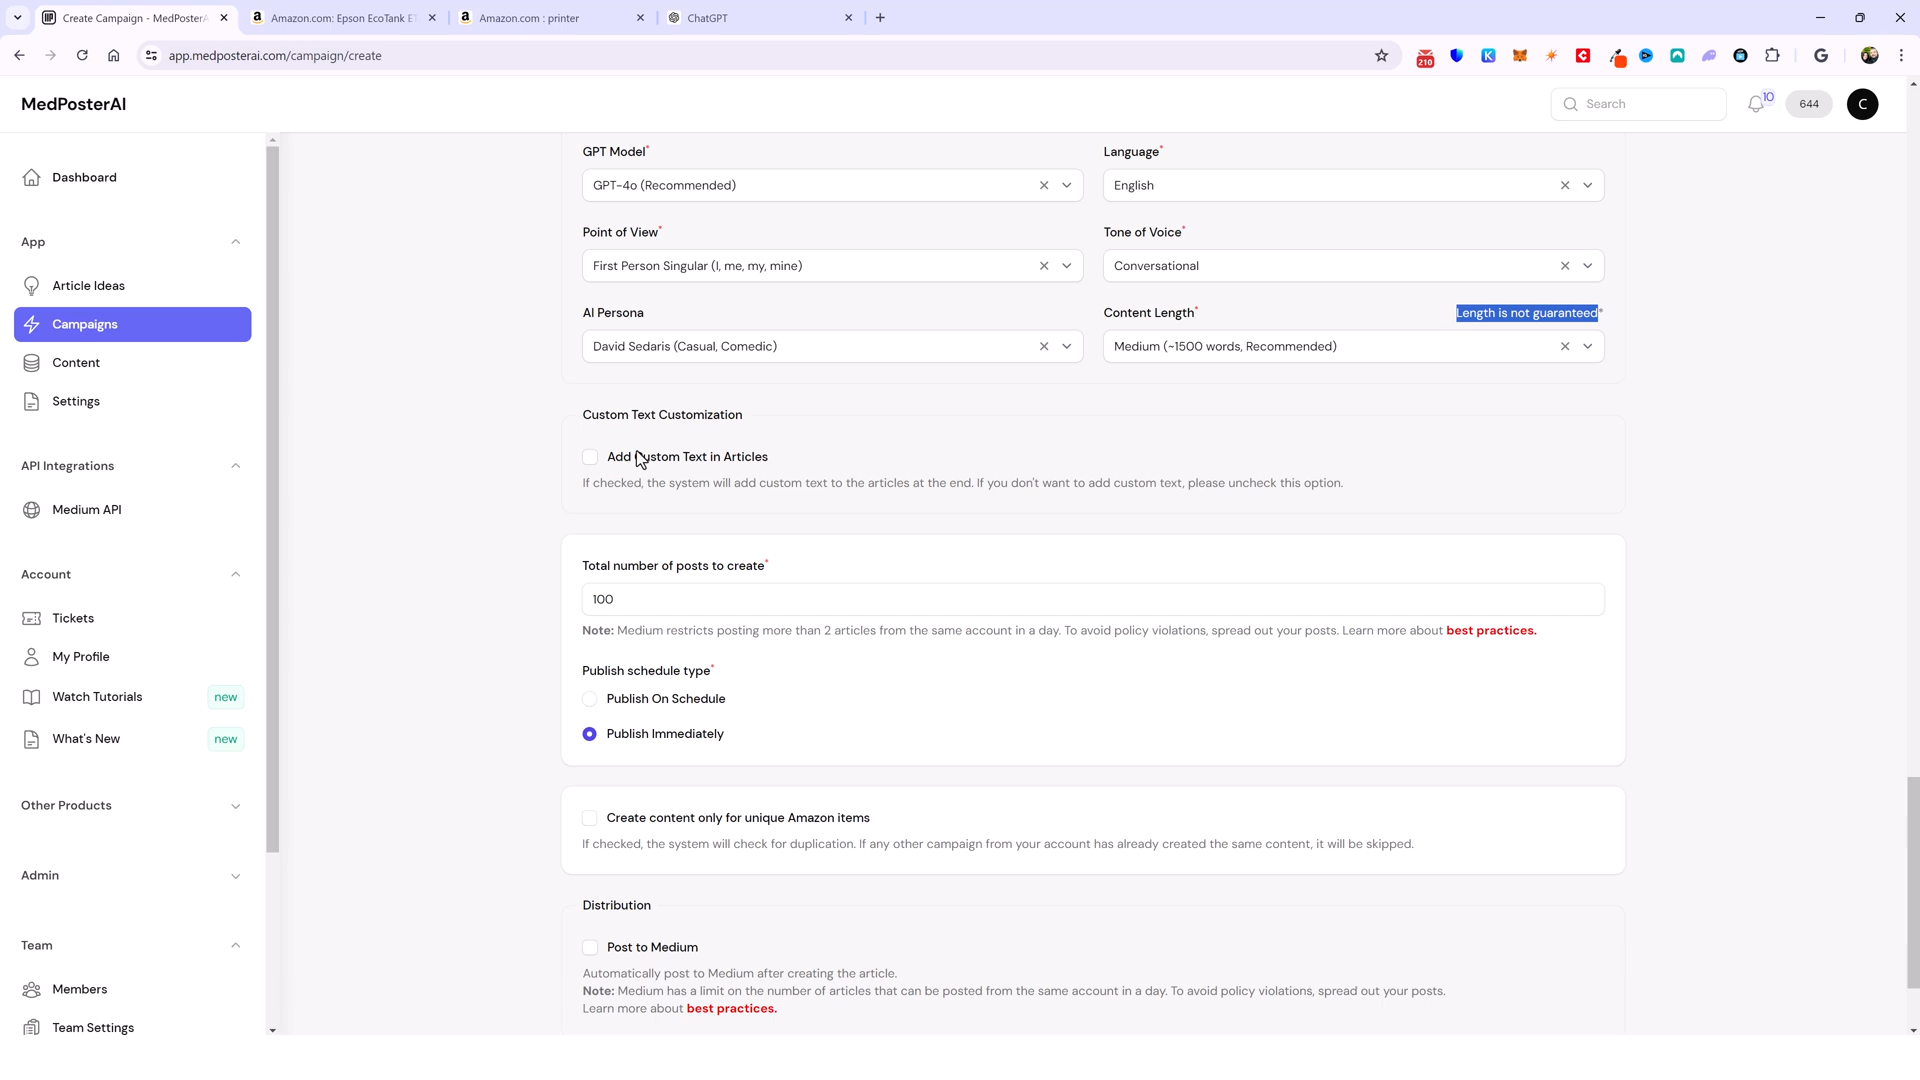 Create Campaign - MedPosterA
Amazon.com: Epson EcoTank ET
Amazon.com : printer
ChatGPT
app.medposterai.com/campaign/create
210
MedPosterAI
Search
10
644
C
Dashboard
App
Article Ideas
Campaigns
Content
Settings
API Integrations
Medium API
Account
Tickets
My Profile
Watch Tutorials new
What's New new
Other Products
Admin
Team
Members
Team Settings
GPT Model*
Language*
GPT-4o (Recommended)
English
Point of View*
Tone of Voice*
First Person Singular (I, me, my, mine)
Conversational
AI Persona
Content Length*
Length is not guaranteed*
David Sedaris (Casual, Comedic)
Medium (~1500 words, Recommended)
Custom Text Customization
Add Custom Text in Articles
If checked, the system will add custom text to the articles at the end. If you don't want to add custom text, please uncheck this option.
Total number of posts to create*
100
Note: Medium restricts posting more than 2 articles from the same account in a day. To avoid policy violations, spread out your posts. Learn more about best practices.
Publish schedule type*
Publish On Schedule
Publish Immediately
Create content only for unique Amazon items
If checked, the system will check for duplication. If any other campaign from your account has already created the same content, it will be skipped.
Distribution
Post to Medium
Automatically post to Medium after creating the article.
Note: Medium has a limit on the number of articles that can be posted from the same account in a day. To avoid policy violations, spread out your posts.
Learn more about best practices.